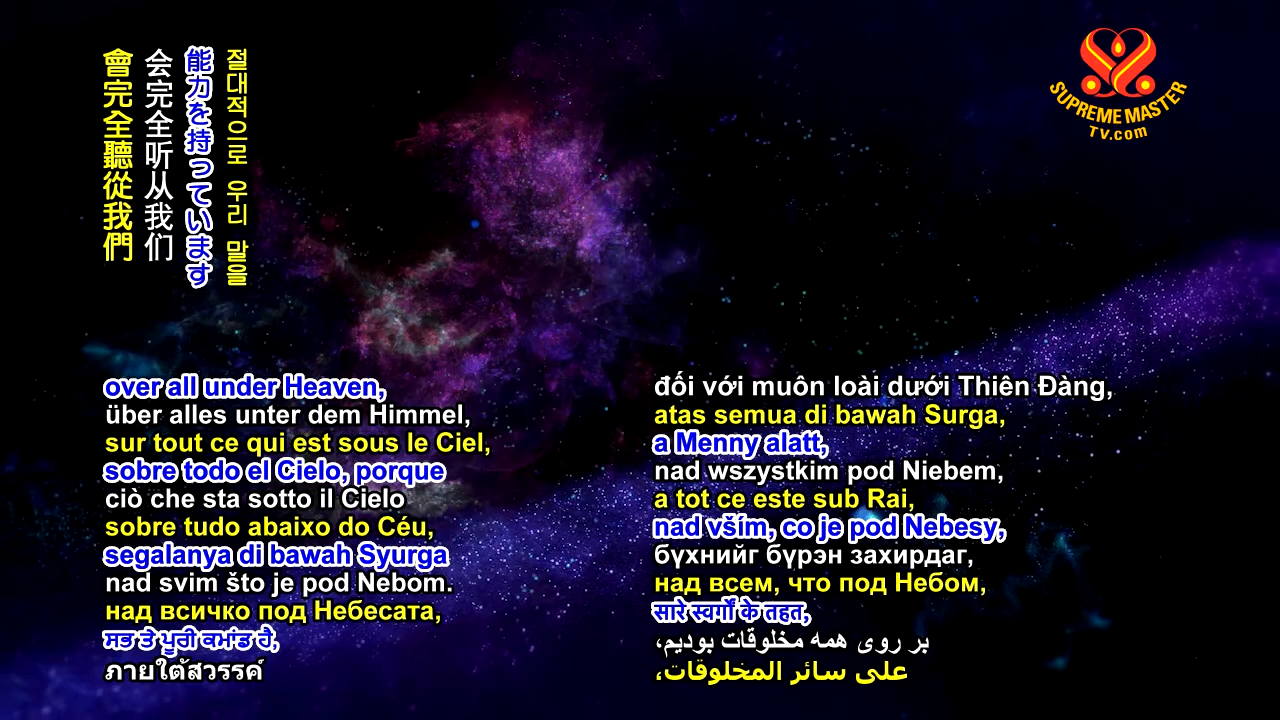 會完全聽從我們
会完全听从我们
能力を持っています
절대적으로 우리 말을
SUPREME MASTER
TV.com
over all under Heaven,
über alles unter dem Himmel,
sur tout ce qui est sous le Ciel,
sobre todo el Cielo, porque
ciò che sta sotto il Cielo
sobre tudo abaixo do Céu,
segalanya di bawah Syurga
nad svim što je pod Nebom.
над всичко под Небесата,
ਸਭ ਤੇ ਪੂਰੀ ਕਮਾਂਡ ਹੈ,
ภายใต้สวรรค์
đối với muôn loài dưới Thiên Đàng,
atas semua di bawah Surga,
a Menny alatt,
nad wszystkim pod Niebem,
a tot ce este sub Rai,
nad vším, co je pod Nebesy,
бүхнийг бүрэн захирдаг,
над всем, что под Небом,
सारे स्वर्गों के तहत,
بر روی همه مخلوقات بودیم،
على سائر المخلوقات،